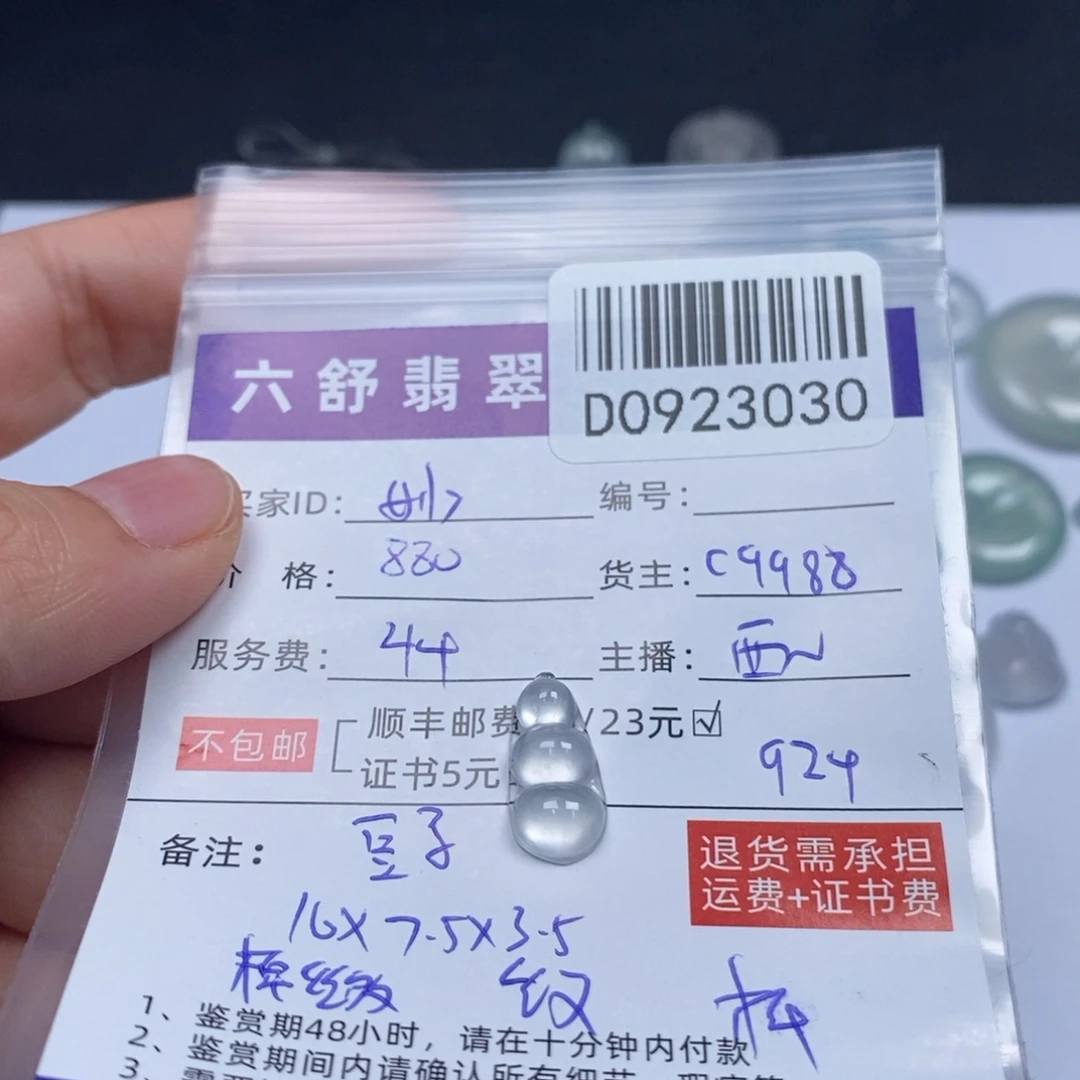 六舒翡翠
D0923030
买家ID: 编号:
价 格: 880 货主: C9988
服务费: 44 主播:
不包邮
顺丰邮费 /23元☑
证书5元
924
备注: 豆子
退货需承担
运费+证书费
16X7.5X3.5
纹
1、鉴赏期48小时，请在十分钟内付款
2、鉴赏期间内请确认所有细节
3、